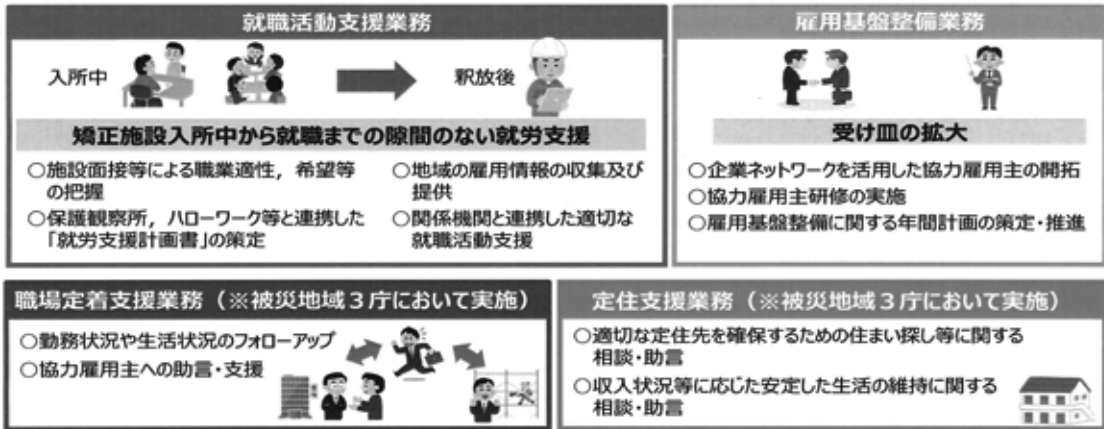 就職活動支援業務
入所中
釈放後
矯正施設入所中から就職までの隙間のない就労支援
○施設面接等による職業適性，希望等
の把握
○保護観察所，ハローワーク等と連携した
「就労支援計画書」の策定
○地域の雇用情報の収集及び
提供
○関係機関と連携した適切な
就職活動支援
雇用基盤整備業務
受け皿の拡大
○企業ネットワークを活用した協力雇用主の開拓
○協力雇用主研修の実施
○雇用基盤整備に関する年間計画の策定・推進
職場定着支援業務（※被災地域３庁において実施）
○勤務状況や生活状況のフォローアップ
○協力雇用主への助言・支援
定住支援業務（※被災地域３庁において実施）
○適切な定住先を確保するための住まい探し等に関する
相談・助言
○収入状況等に応じた安定した生活の維持に関する
相談・助言